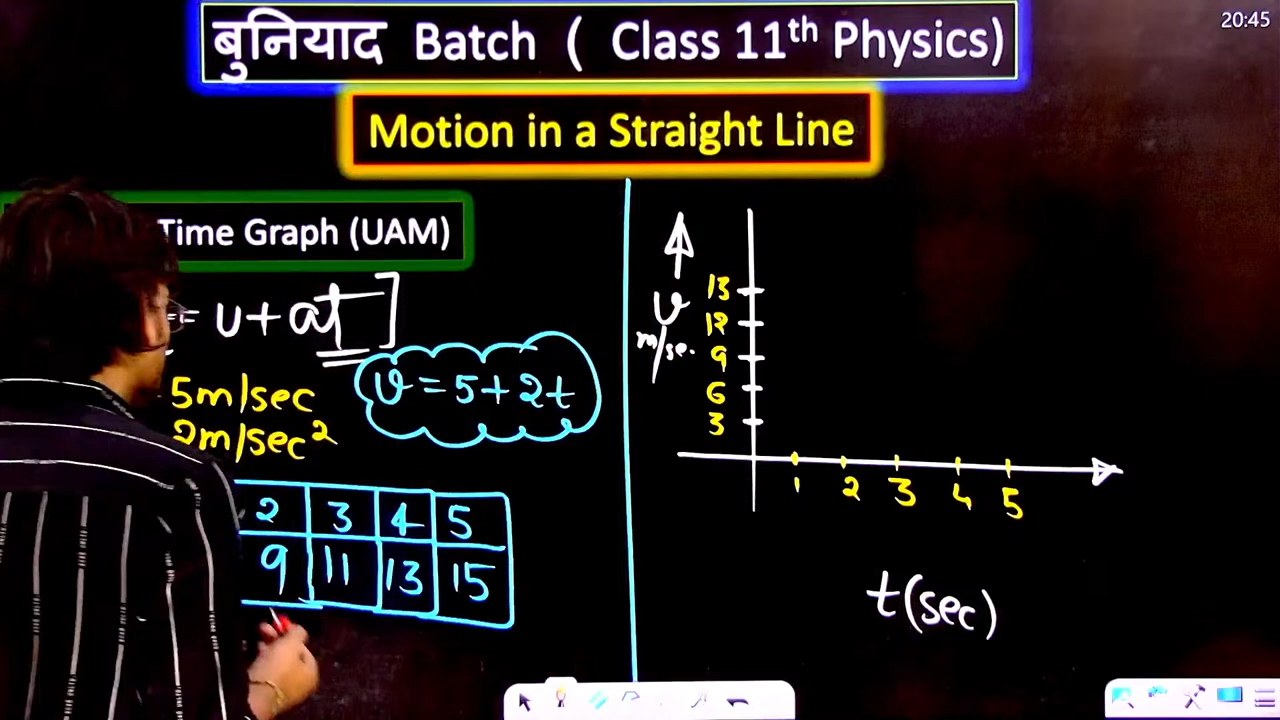 20:45
बुनियाद Batch ( Class 11th Physics)
Motion in a Straight Line
Time Graph (UAM)
= u+at]
5m/sec
2m/sec²
v = 5+2t
2 3 4 5
9 11 13 15
v
m/se.
13
12
9
6
3
1 2 3 4 5
t(sec)